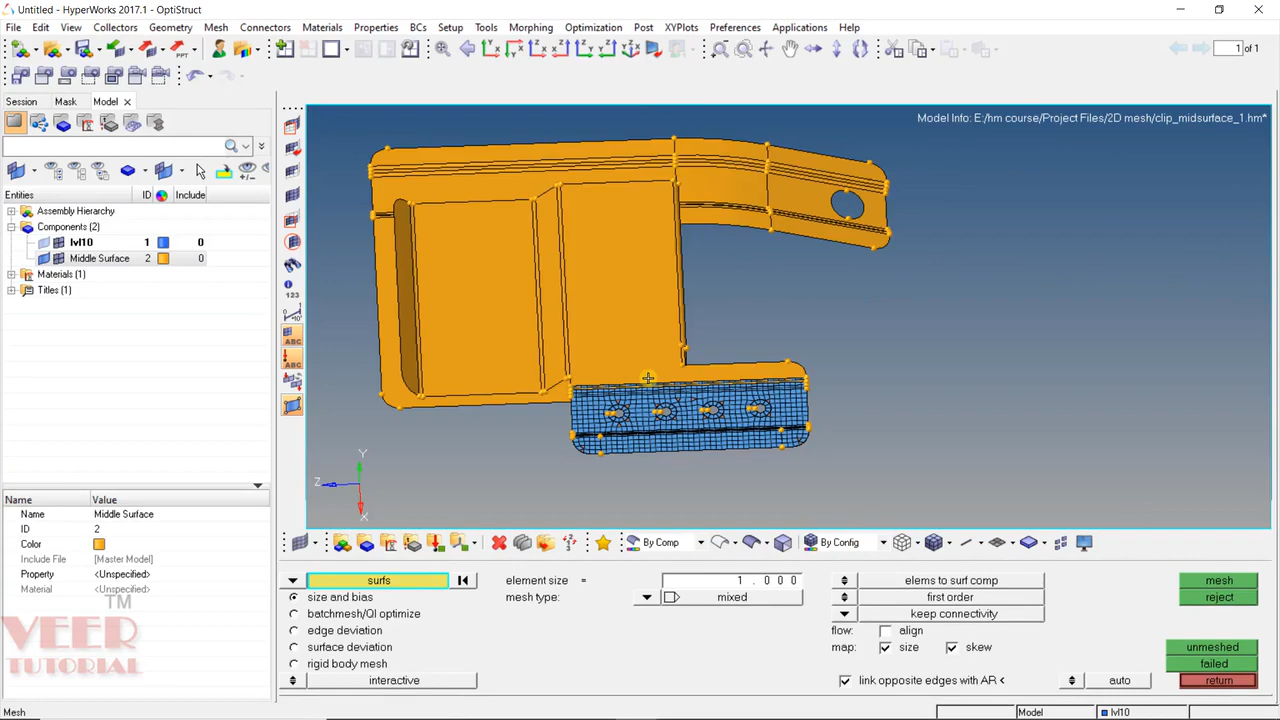 Untitled - HyperWorks 2017.1 - OptiStruct
File Edit View Collectors Geometry Mesh Connectors Materials Properties BCs Setup Tools Morphing Optimization Post XYPlots Preferences Applications Help
1 of 1
Session Mask Model
Model Info: E:/hm course/Project Files/2D mesh/clip_midsurface_1.hm*
Entities ID Include
Assembly Hierarchy
Components (2)
lvl10 1 0
Middle Surface 2 0
Materials (1)
Titles (1)
123
ABC
ABC
Y
Z
X
Name Value
Name Middle Surface
ID 2
Color
Include File [Master Model]
Property <Unspecified>
Material <Unspecified>
TM
VEER
TUTORIAL
By Comp By Config
surfs element size = 1.000 elems to surf comp mesh
size and bias mesh type: mixed first order reject
batchmesh/QI optimize keep connectivity
edge deviation flow: align
surface deviation map: size skew unmeshed
rigid body mesh failed
interactive link opposite edges with AR < auto return
Mesh Model lvl10